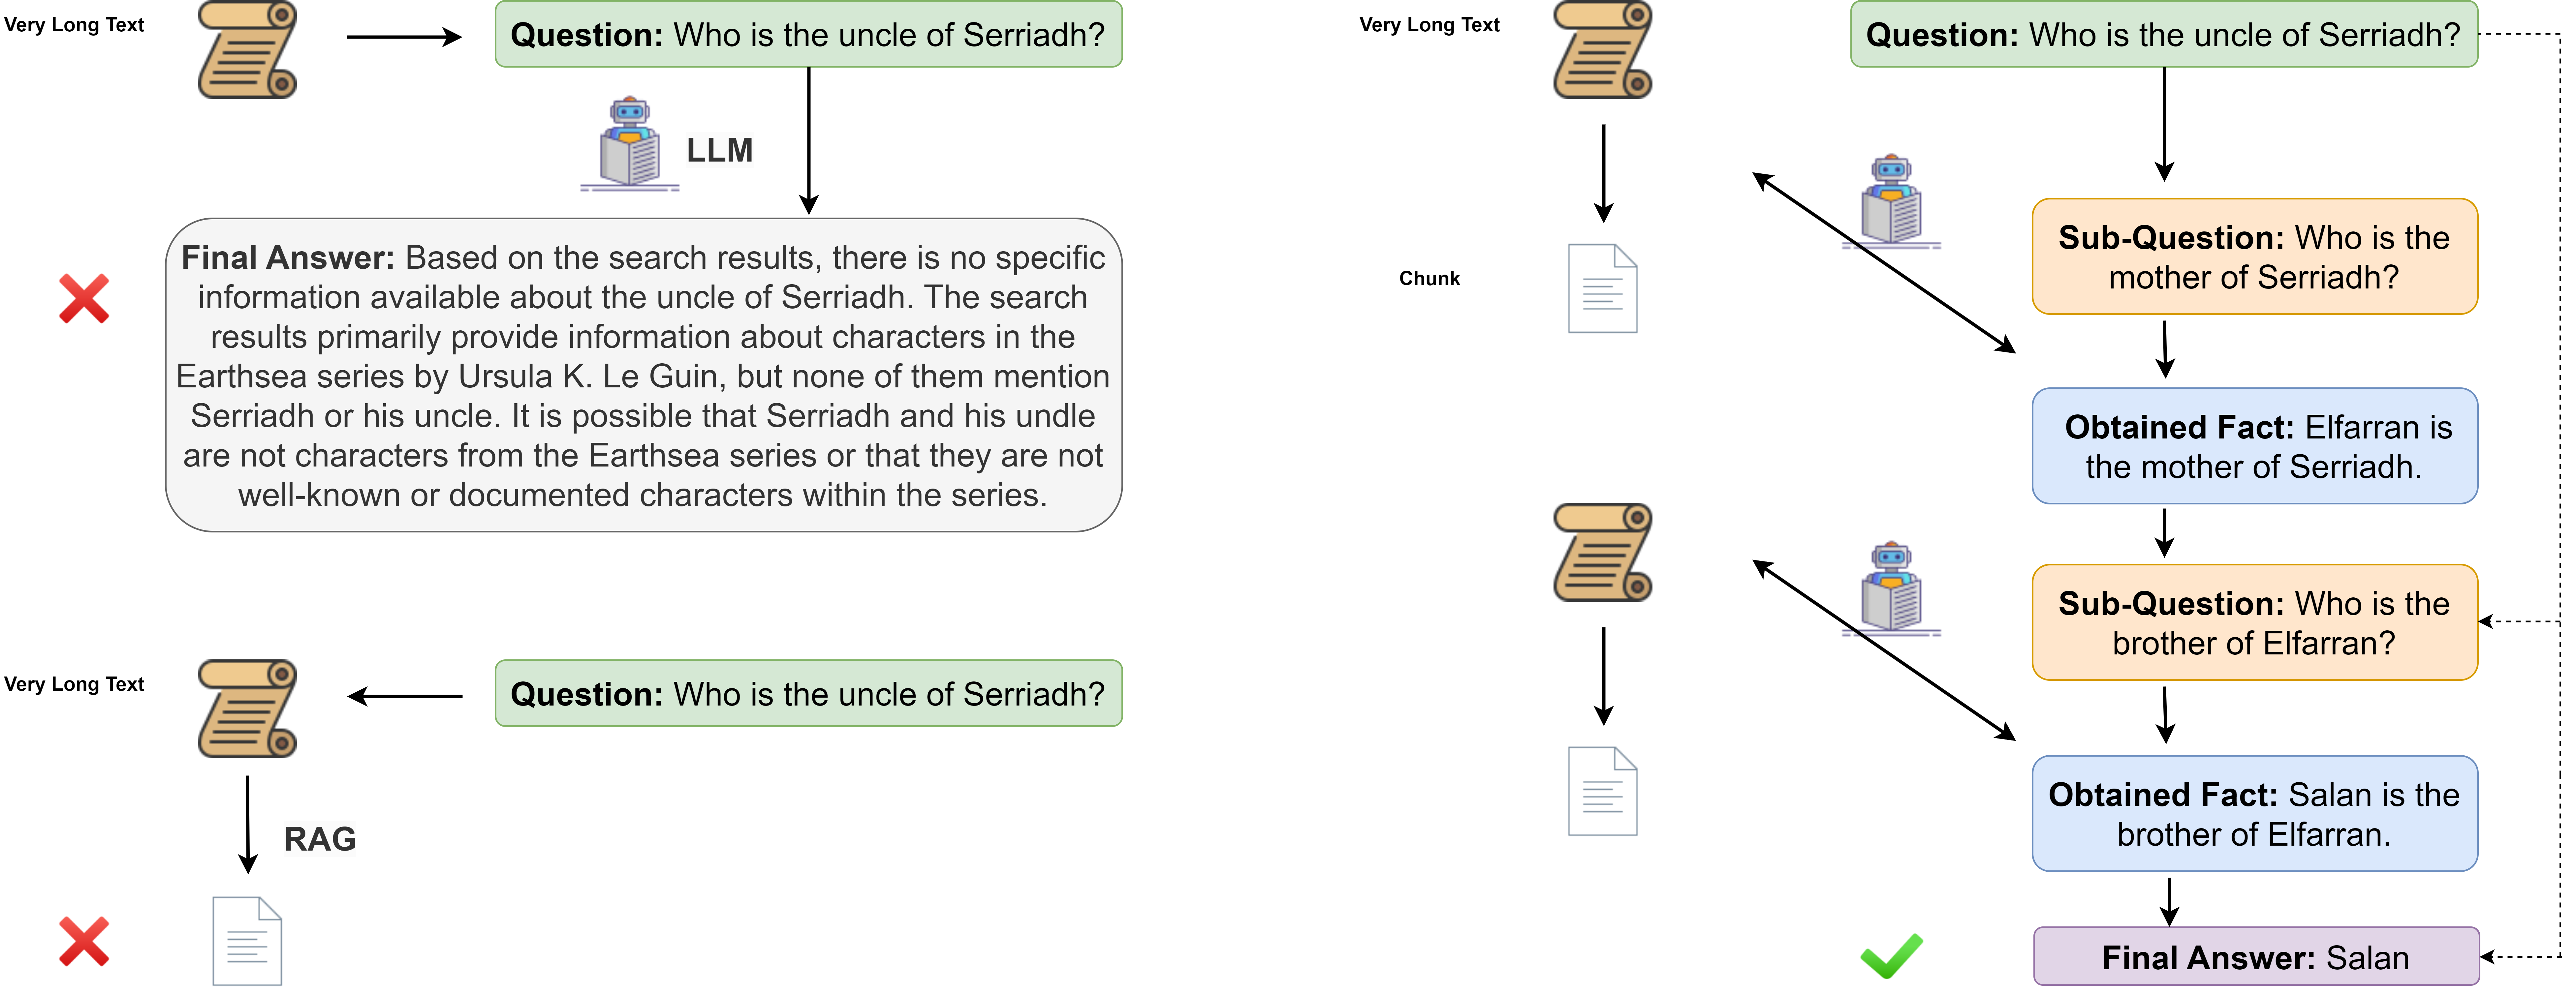 Very Long Text
Question: Who is the uncle of Serriadh?
LLM
Final Answer: Based on the search results, there is no specific
information available about the uncle of Serriadh. The search
results primarily provide information about characters in the
Earthsea series by Ursula K. Le Guin, but none of them mention
Serriadh or his uncle. It is possible that Serriadh and his undle
are not characters from the Earthsea series or that they are not
well-known or documented characters within the series.
Very Long Text
Question: Who is the uncle of Serriadh?
RAG
Very Long Text
Question: Who is the uncle of Serriadh?
Chunk
Sub-Question: Who is the
mother of Serriadh?
Obtained Fact: Elfarran is
the mother of Serriadh.
Sub-Question: Who is the
brother of Elfarran?
Obtained Fact: Salan is the
brother of Elfarran.
Final Answer: Salan